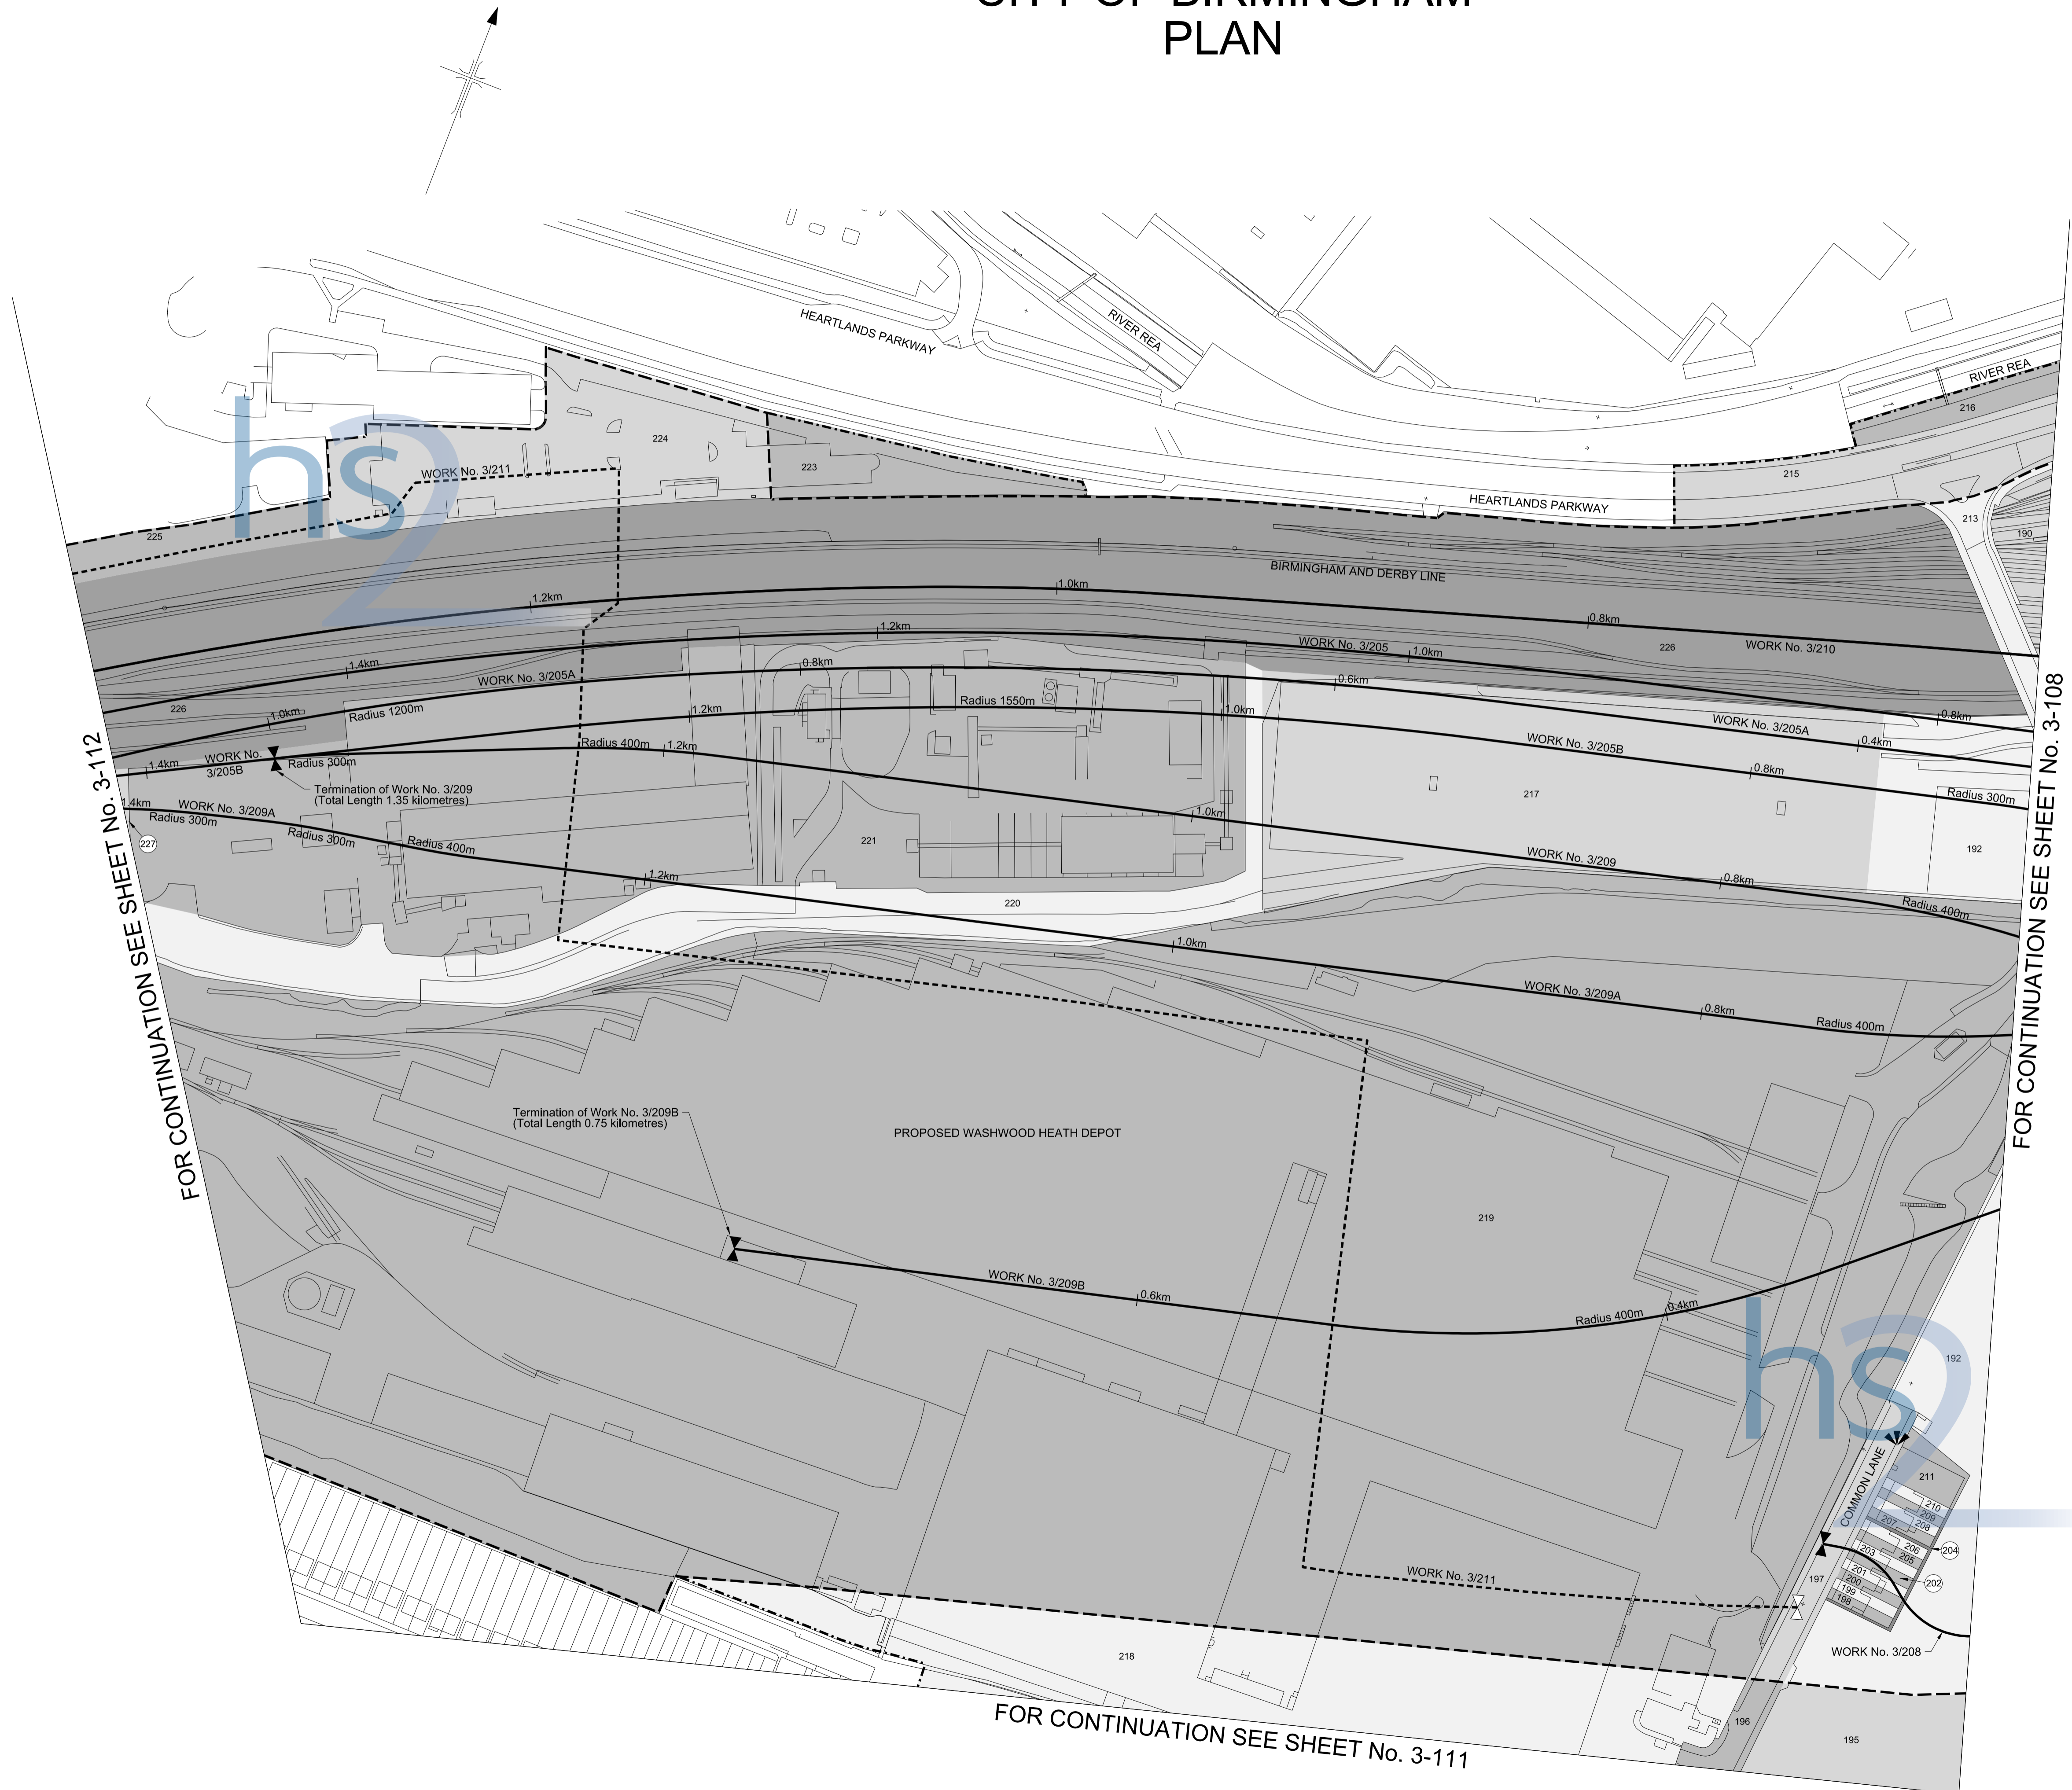 CITY OF BIRMINGHAM
PLAN
HEARTLANDS PARKWAY
RIVER REA
RIVER REA
216
224
223
215
HEARTLANDS PARKWAY
WORK No. 3/211
hs2
225
213
190
BIRMINGHAM AND DERBY LINE
1.2km
1.0km
0.8km
1.4km
1.2km
WORK No. 3/205
1.0km
226
WORK No. 3/210
WORK No. 3/205A
0.8km
0.6km
226
1.0km
Radius 1200m
1.2km
Radius 1550m
1.0km
WORK No. 3/205A
0.8km
0.4km
WORK No. 3/205B
0.8km
Radius 300m
1.4km
WORK No.
3/205B
Radius 300m
Radius 400m
1.2km
Termination of Work No. 3/209
(Total Length 1.35 kilometres)
217
1.4km
WORK No. 3/209A
Radius 300m
Radius 300m
Radius 400m
1.0km
227
221
192
WORK No. 3/209
0.8km
Radius 400m
1.2km
220
1.0km
WORK No. 3/209A
0.8km
Radius 400m
FOR CONTINUATION SEE SHEET No. 3-112
FOR CONTINUATION SEE SHEET No. 3-108
Termination of Work No. 3/209B
(Total Length 0.75 kilometres)
PROPOSED WASHWOOD HEATH DEPOT
219
WORK No. 3/209B
0.6km
Radius 400m
0.4km
hs2
192
COMMON LANE
211
210
209
208
207
206
205
204
203
202
201
200
199
198
197
WORK No. 3/211
WORK No. 3/208
218
196
195
FOR CONTINUATION SEE SHEET No. 3-111